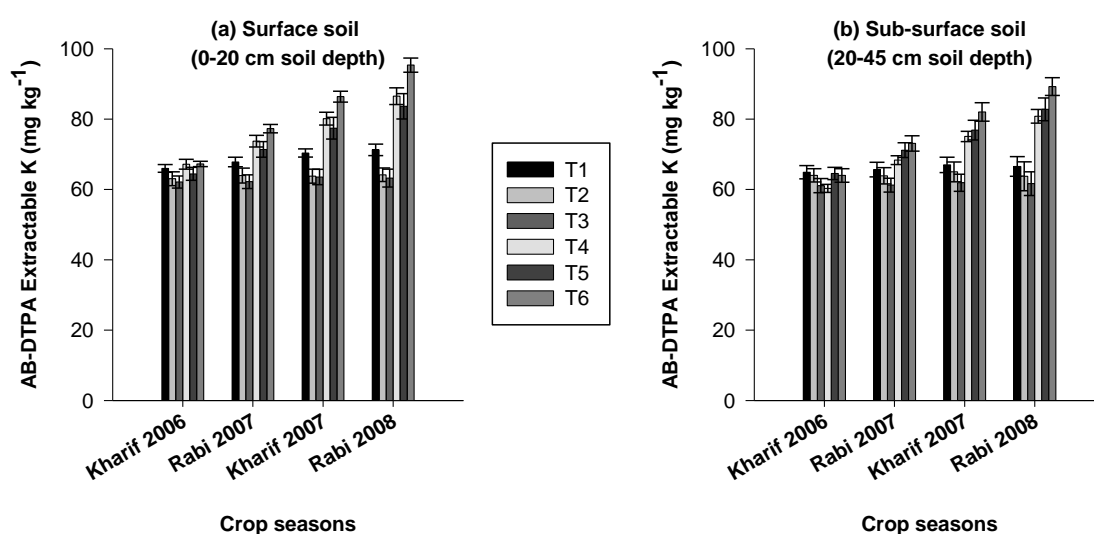 (a) Surface soil
(0-20 cm soil depth)
AB-DTPA Extractable K (mg kg-1)
100
80
60
40
20
0
Kharif 2006
Rabi 2007
Kharif 2007
Rabi 2008
Crop seasons
T1
T2
T3
T4
T5
T6
(b) Sub-surface soil
(20-45 cm soil depth)
AB-DTPA Extractable K (mg kg-1)
100
80
60
40
20
0
Kharif 2006
Rabi 2007
Kharif 2007
Rabi 2008
Crop seasons